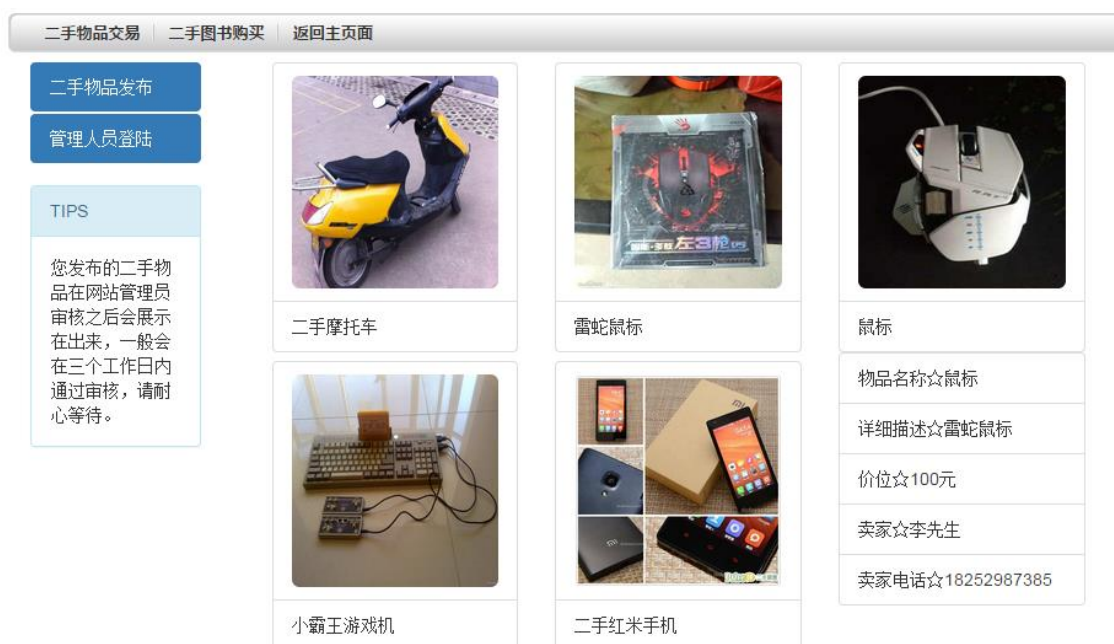 二手物品交易 二手图书购买 返回主页面
二手物品发布
管理人员登陆
TIPS
您发布的二手物
品在网站管理员
审核之后会展示
在出来，一般会
在三个工作日内
通过审核，请耐
心等待。
左3枪
二手摩托车
雷蛇鼠标
鼠标
物品名称☆鼠标
详细描述☆雷蛇鼠标
价位☆100元
卖家☆李先生
卖家电话☆18252987385
小霸王游戏机
二手红米手机